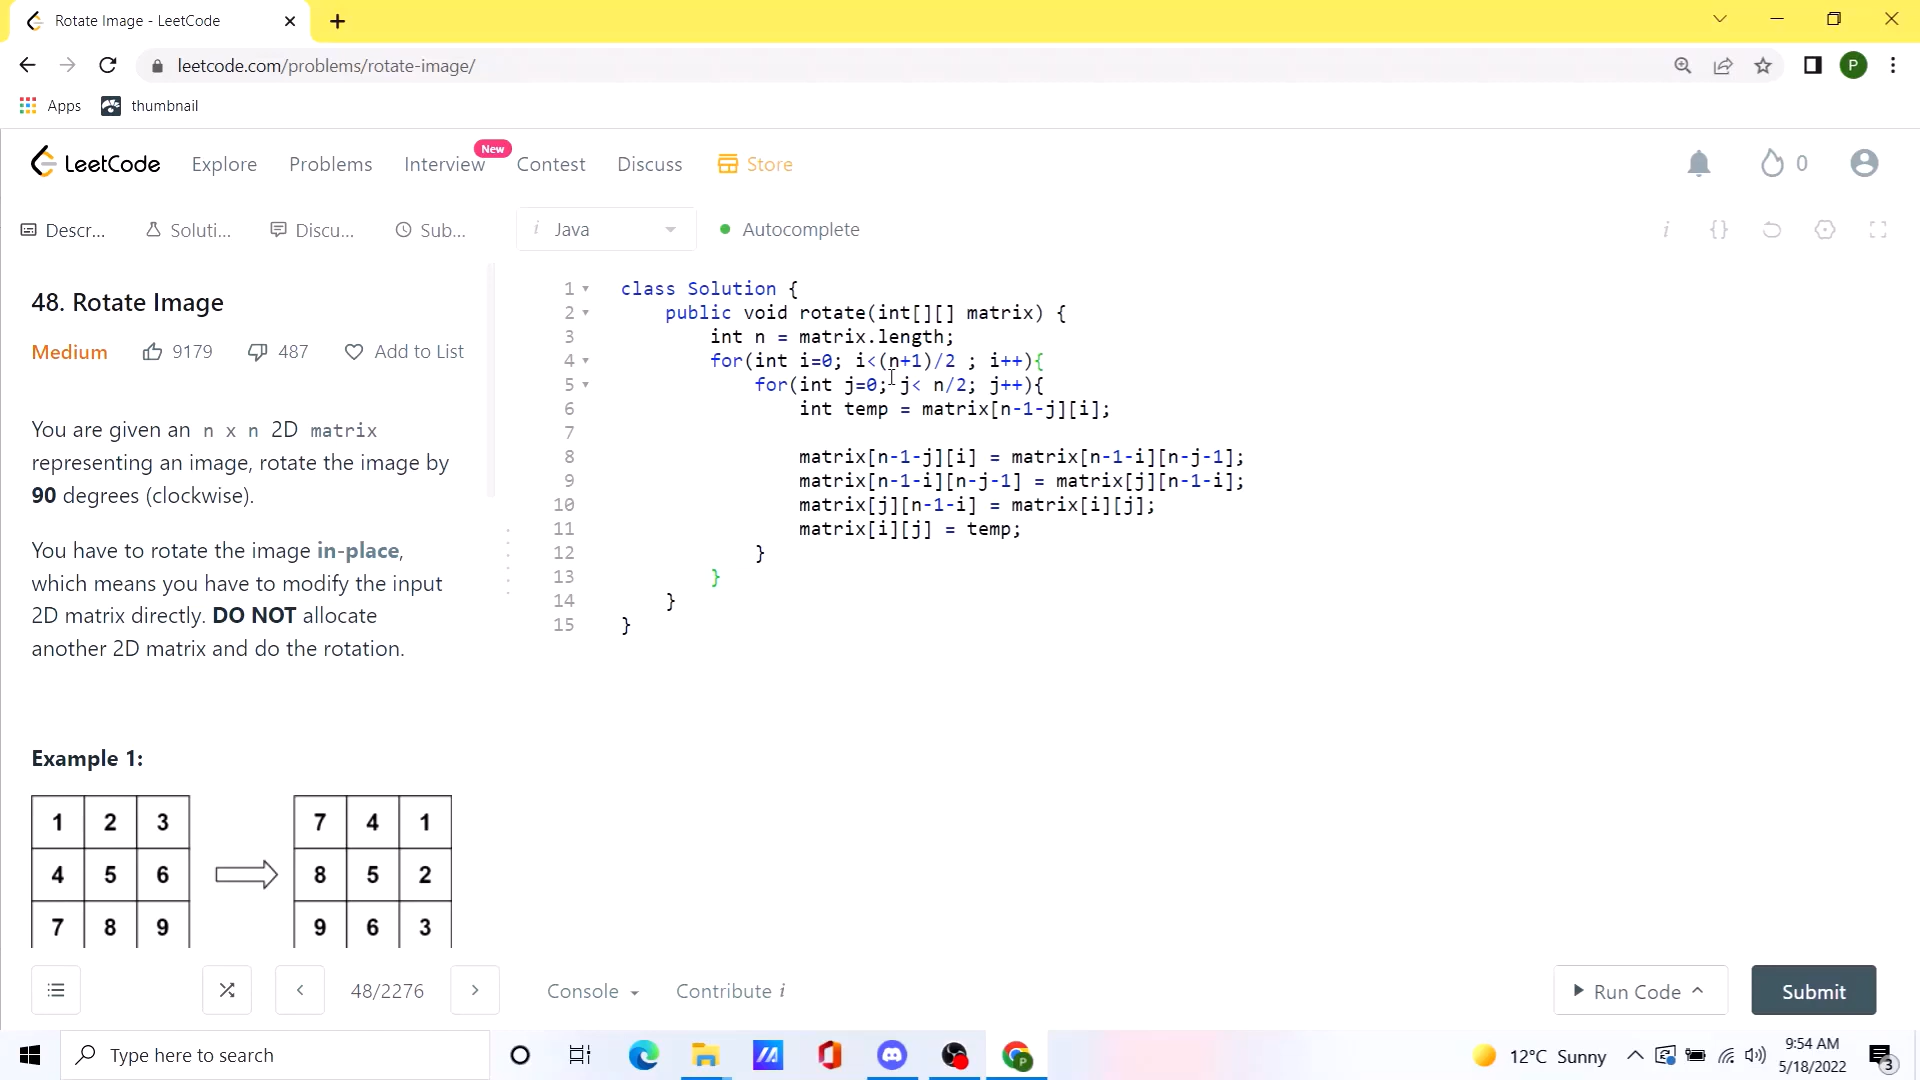 Rotate Image - LeetCode
leetcode.com/problems/rotate-image/
P
Apps thumbnail
LeetCode Explore Problems Interview New Contest Discuss Store 0
Descr... Soluti... Discu... Sub... i Java Autocomplete i {}
48. Rotate Image
Medium 9179 487 Add to List
You are given an n x n 2D matrix
representing an image, rotate the image by
90 degrees (clockwise).
You have to rotate the image in-place,
which means you have to modify the input
2D matrix directly. DO NOT allocate
another 2D matrix and do the rotation.
Example 1:
1 2 3 7 4 1
4 5 6 8 5 2
7 8 9 9 6 3
1 class Solution {
2 public void rotate(int[][] matrix) {
3 int n = matrix.length;
4 for(int i=0; i<(n+1)/2 ; i++){
5 for(int j=0; j< n/2; j++){
6 int temp = matrix[n-1-j][i];
7
8 matrix[n-1-j][i] = matrix[n-1-i][n-j-1];
9 matrix[n-1-i][n-j-1] = matrix[j][n-1-i];
10 matrix[j][n-1-i] = matrix[i][j];
11 matrix[i][j] = temp;
12 }
13 }
14 }
15 }
48/2276 Console Contribute i Run Code Submit
Type here to search
P
12°C Sunny
9:54 AM
5/18/2022
3